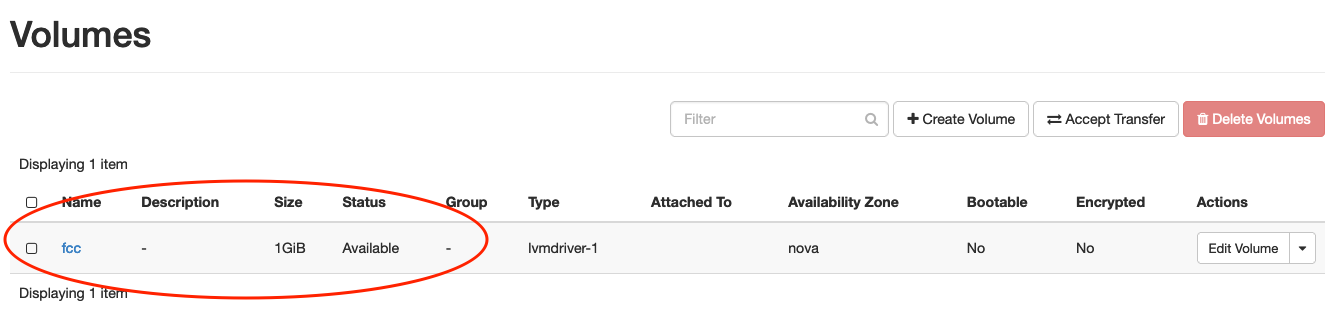 Volumes
Filter Create Volume Accept Transfer Delete Volumes
Displaying 1 item
Name Description Size Status Group Type Attached To Availability Zone Bootable Encrypted Actions
fcc - 1GiB Available - lvmdriver-1 nova No No Edit Volume
Displaying 1 item